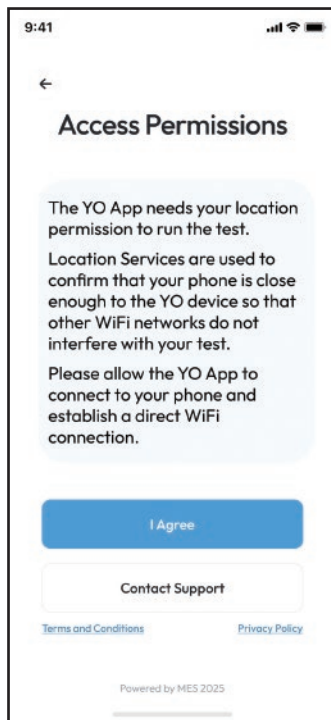 9:41
←
Access Permissions
The YO App needs your location
permission to run the test.
Location Services are used to
confirm that your phone is close
enough to the YO device so that
other WiFi networks do not
interfere with your test.
Please allow the YO App to
connect to your phone and
establish a direct WiFi
connection.
I Agree
Contact Support
Terms and Conditions Privacy Policy
Powered by MES 2025